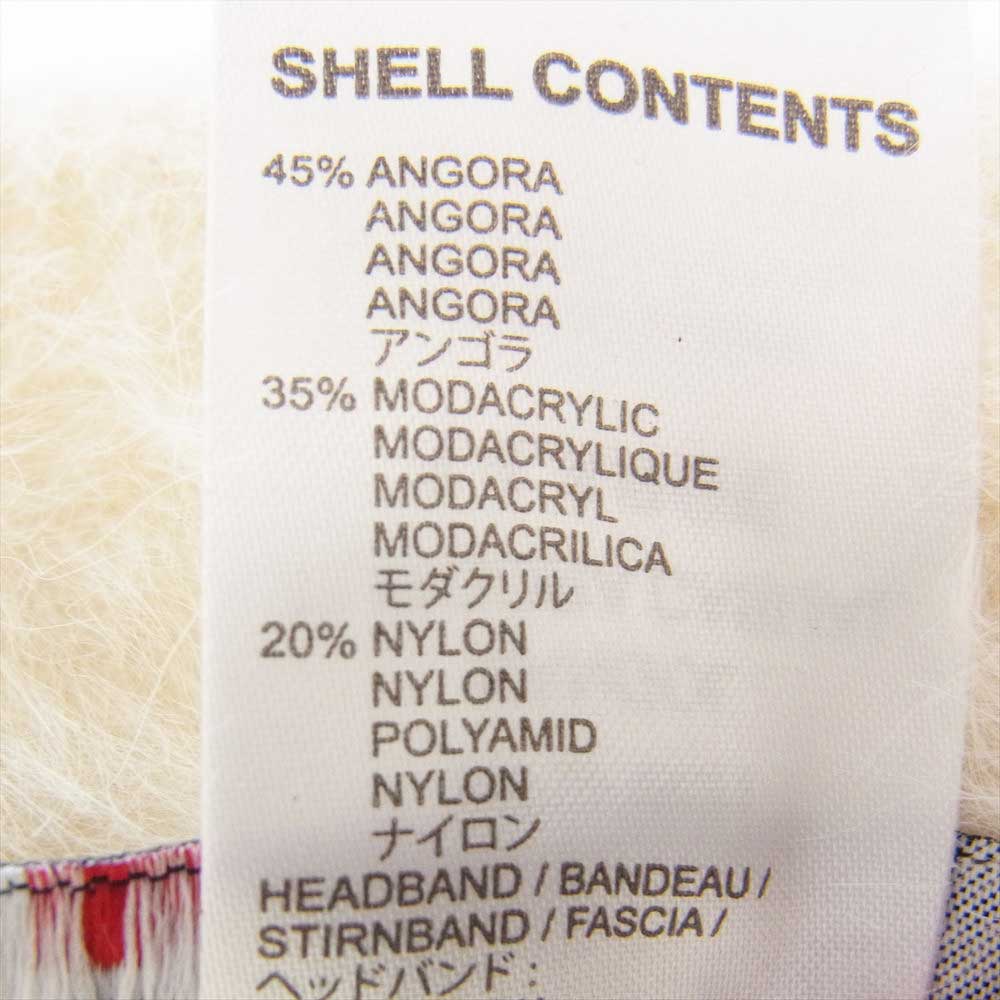 SHELL CONTENTS
45% ANGORA
ANGORA
ANGORA
ANGORA
アンゴラ
35% MODACRYLIC
MODACRYLIQUE
MODACRYL
MODACRILICA
モダクリル
20% NYLON
NYLON
POLYAMID
NYLON
ナイロン
HEADBAND / BANDEAU /
STIRNBAND / FASCIA /
ヘッドバンド :